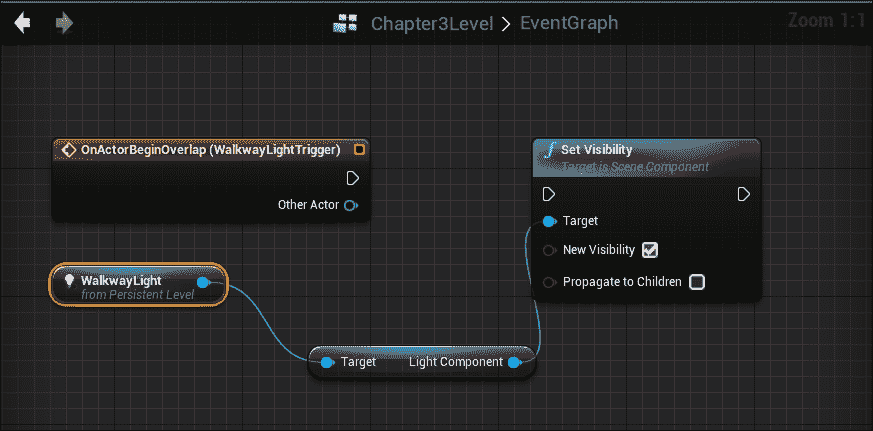 Chapter3Level > EventGraph
Zoom 1:1
OnActorBeginOverlap (WalkwayLightTrigger)
Other Actor
Set Visibility
Target is Scene Component
Target
New Visibility
Propagate to Children
WalkwayLight
from Persistent Level
Target Light Component